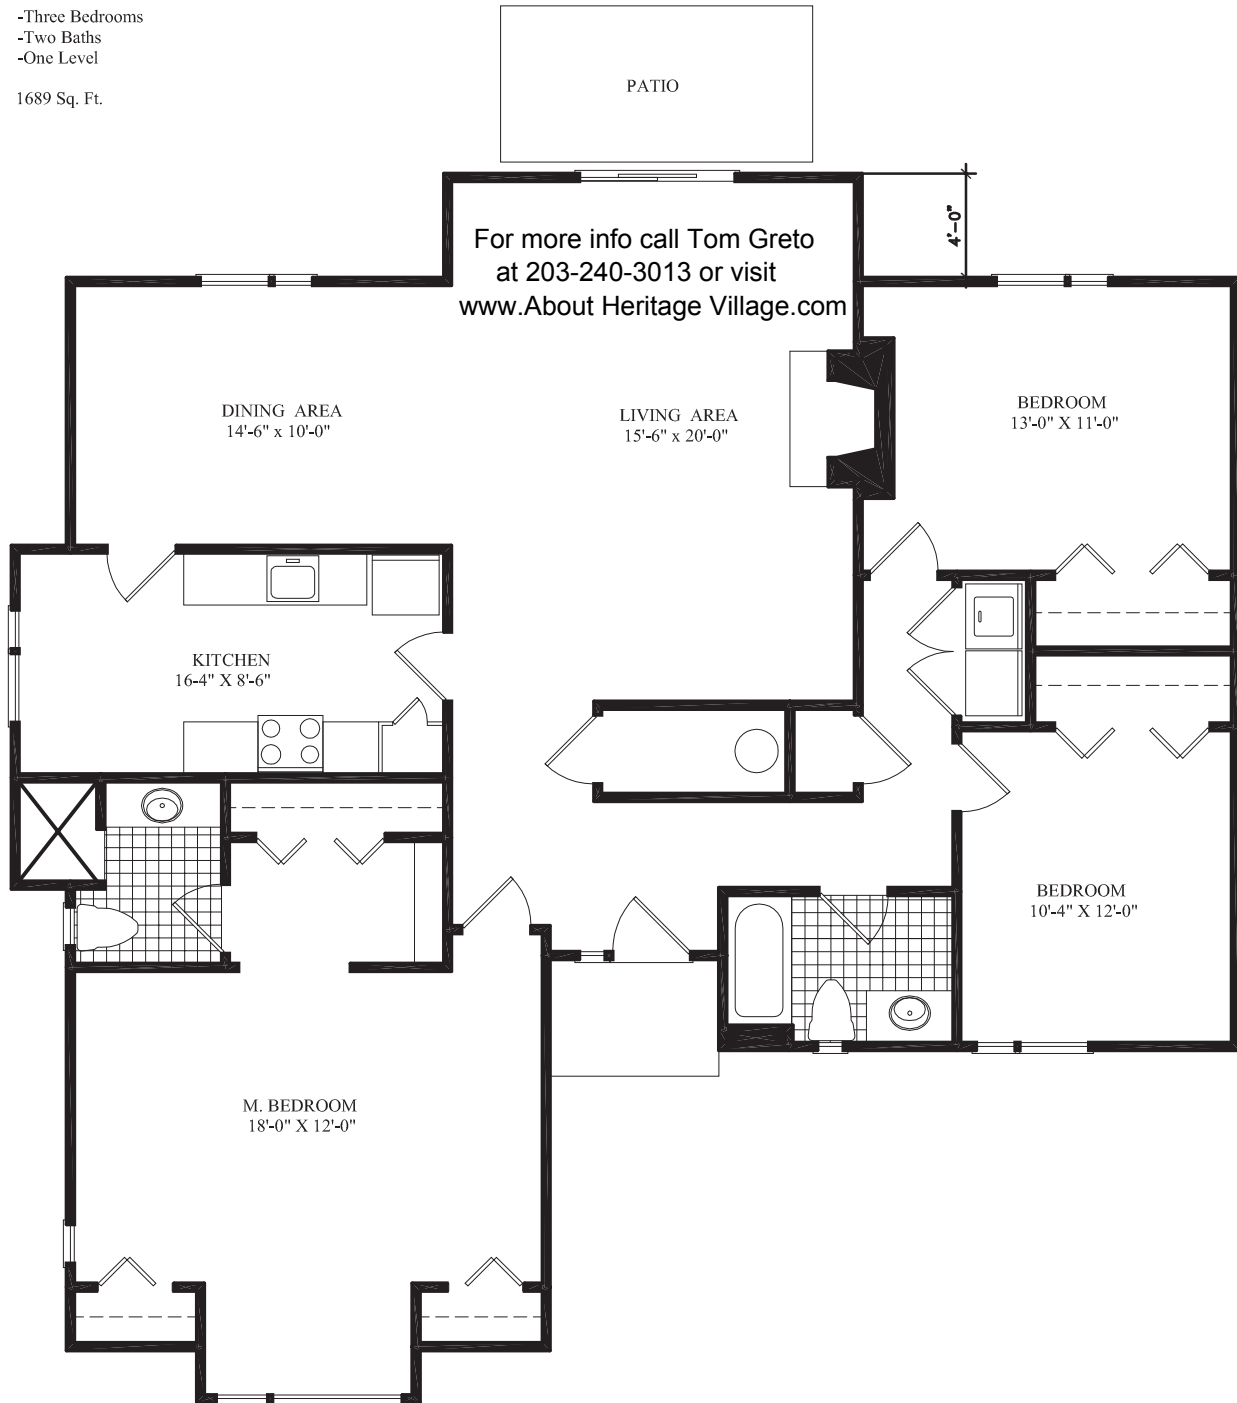 -Three Bedrooms
-Two Baths
-One Level
1689 Sq. Ft.
PATIO
4'-0"
For more info call Tom Greto
at 203-240-3013 or visit
www.About Heritage Village.com
DINING AREA
14'-6" x 10'-0"
LIVING AREA
15'-6" x 20'-0"
BEDROOM
13'-0" X 11'-0"
KITCHEN
16-4" X 8'-6"
BEDROOM
10'-4" X 12'-0"
M. BEDROOM
18'-0" X 12'-0"